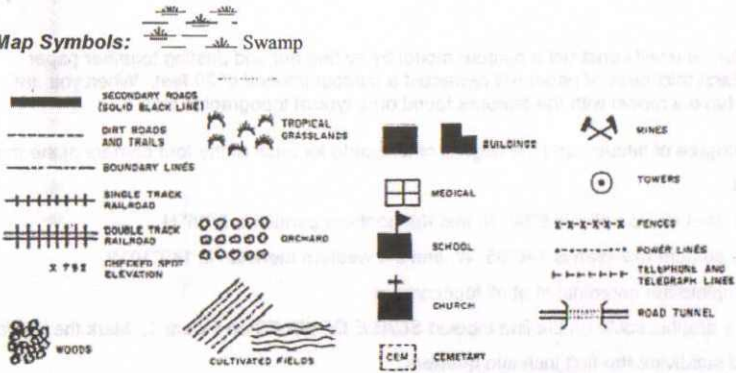 Map Symbols:
Swamp
SECONDARY ROADS
(SOLID BLACK LINE)
DIRT ROADS
AND TRAILS
BOUNDARY LINES
SINGLE TRACK
RAILROAD
DOUBLE TRACK
RAILROAD
X 792 CHECKED SPOT
ELEVATION
WOODS
TROPICAL
GRASSLANDS
ORCHARD
CULTIVATED FIELDS
BUILDINGS
MEDICAL
SCHOOL
CHURCH
CEM CEMETARY
MINES
TOWERS
FENCES
POWER LINES
TELEPHONE AND
TELEGRAPH LINES
ROAD TUNNEL